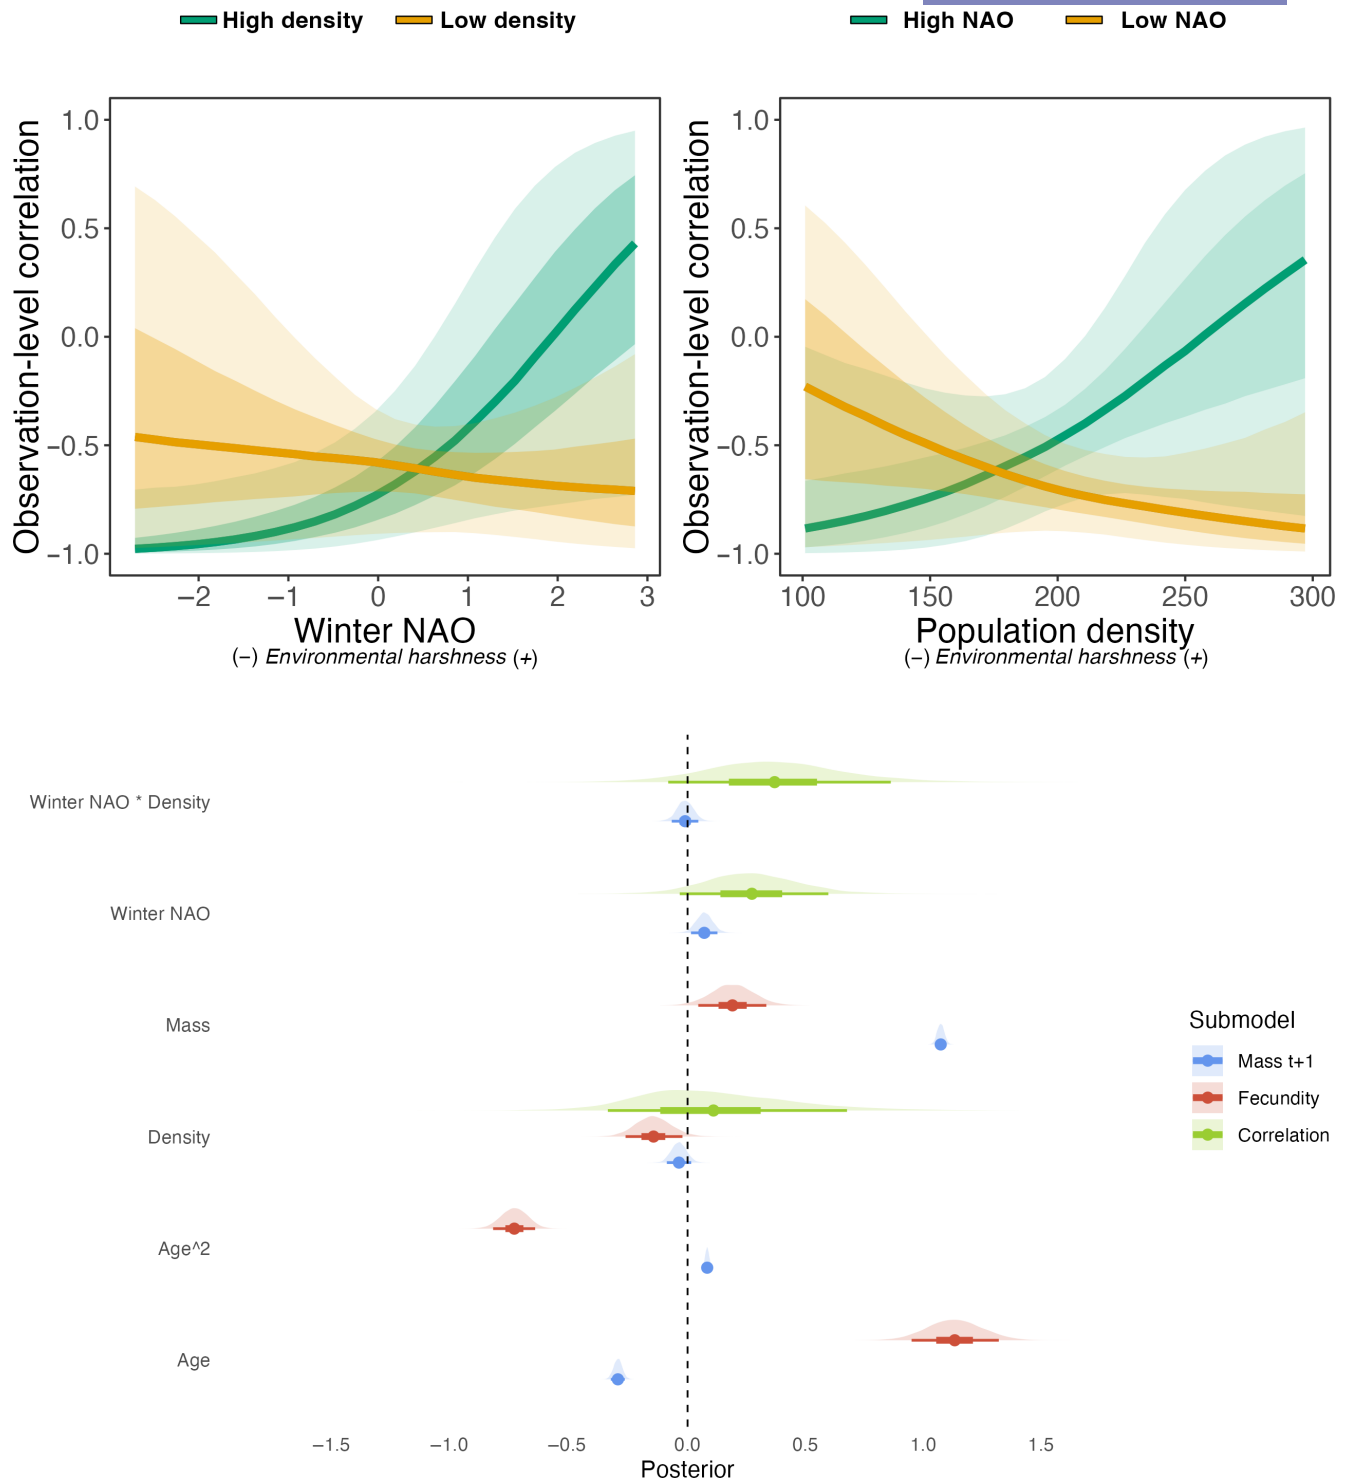 High density Low density
High NAO Low NAO
Observation-level correlation
1.0
0.5
0.0
−0.5
−1.0
−2 −1 0 1 2 3
Winter NAO
(−) Environmental harshness (+)
Observation-level correlation
1.0
0.5
0.0
−0.5
−1.0
100 150 200 250 300
Population density
(−) Environmental harshness (+)
Winter NAO * Density
Winter NAO
Mass
Density
Age^2
Age
−1.5 −1.0 −0.5 0.0 0.5 1.0 1.5
Posterior
Submodel
Mass t+1
Fecundity
Correlation